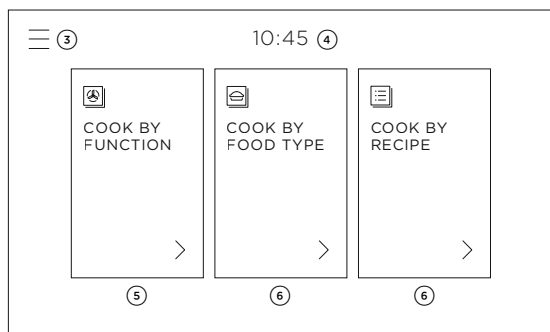 ③ 10:45 ④
COOK BY
FUNCTION
COOK BY
FOOD TYPE
COOK BY
RECIPE
⑤ ⑥ ⑥